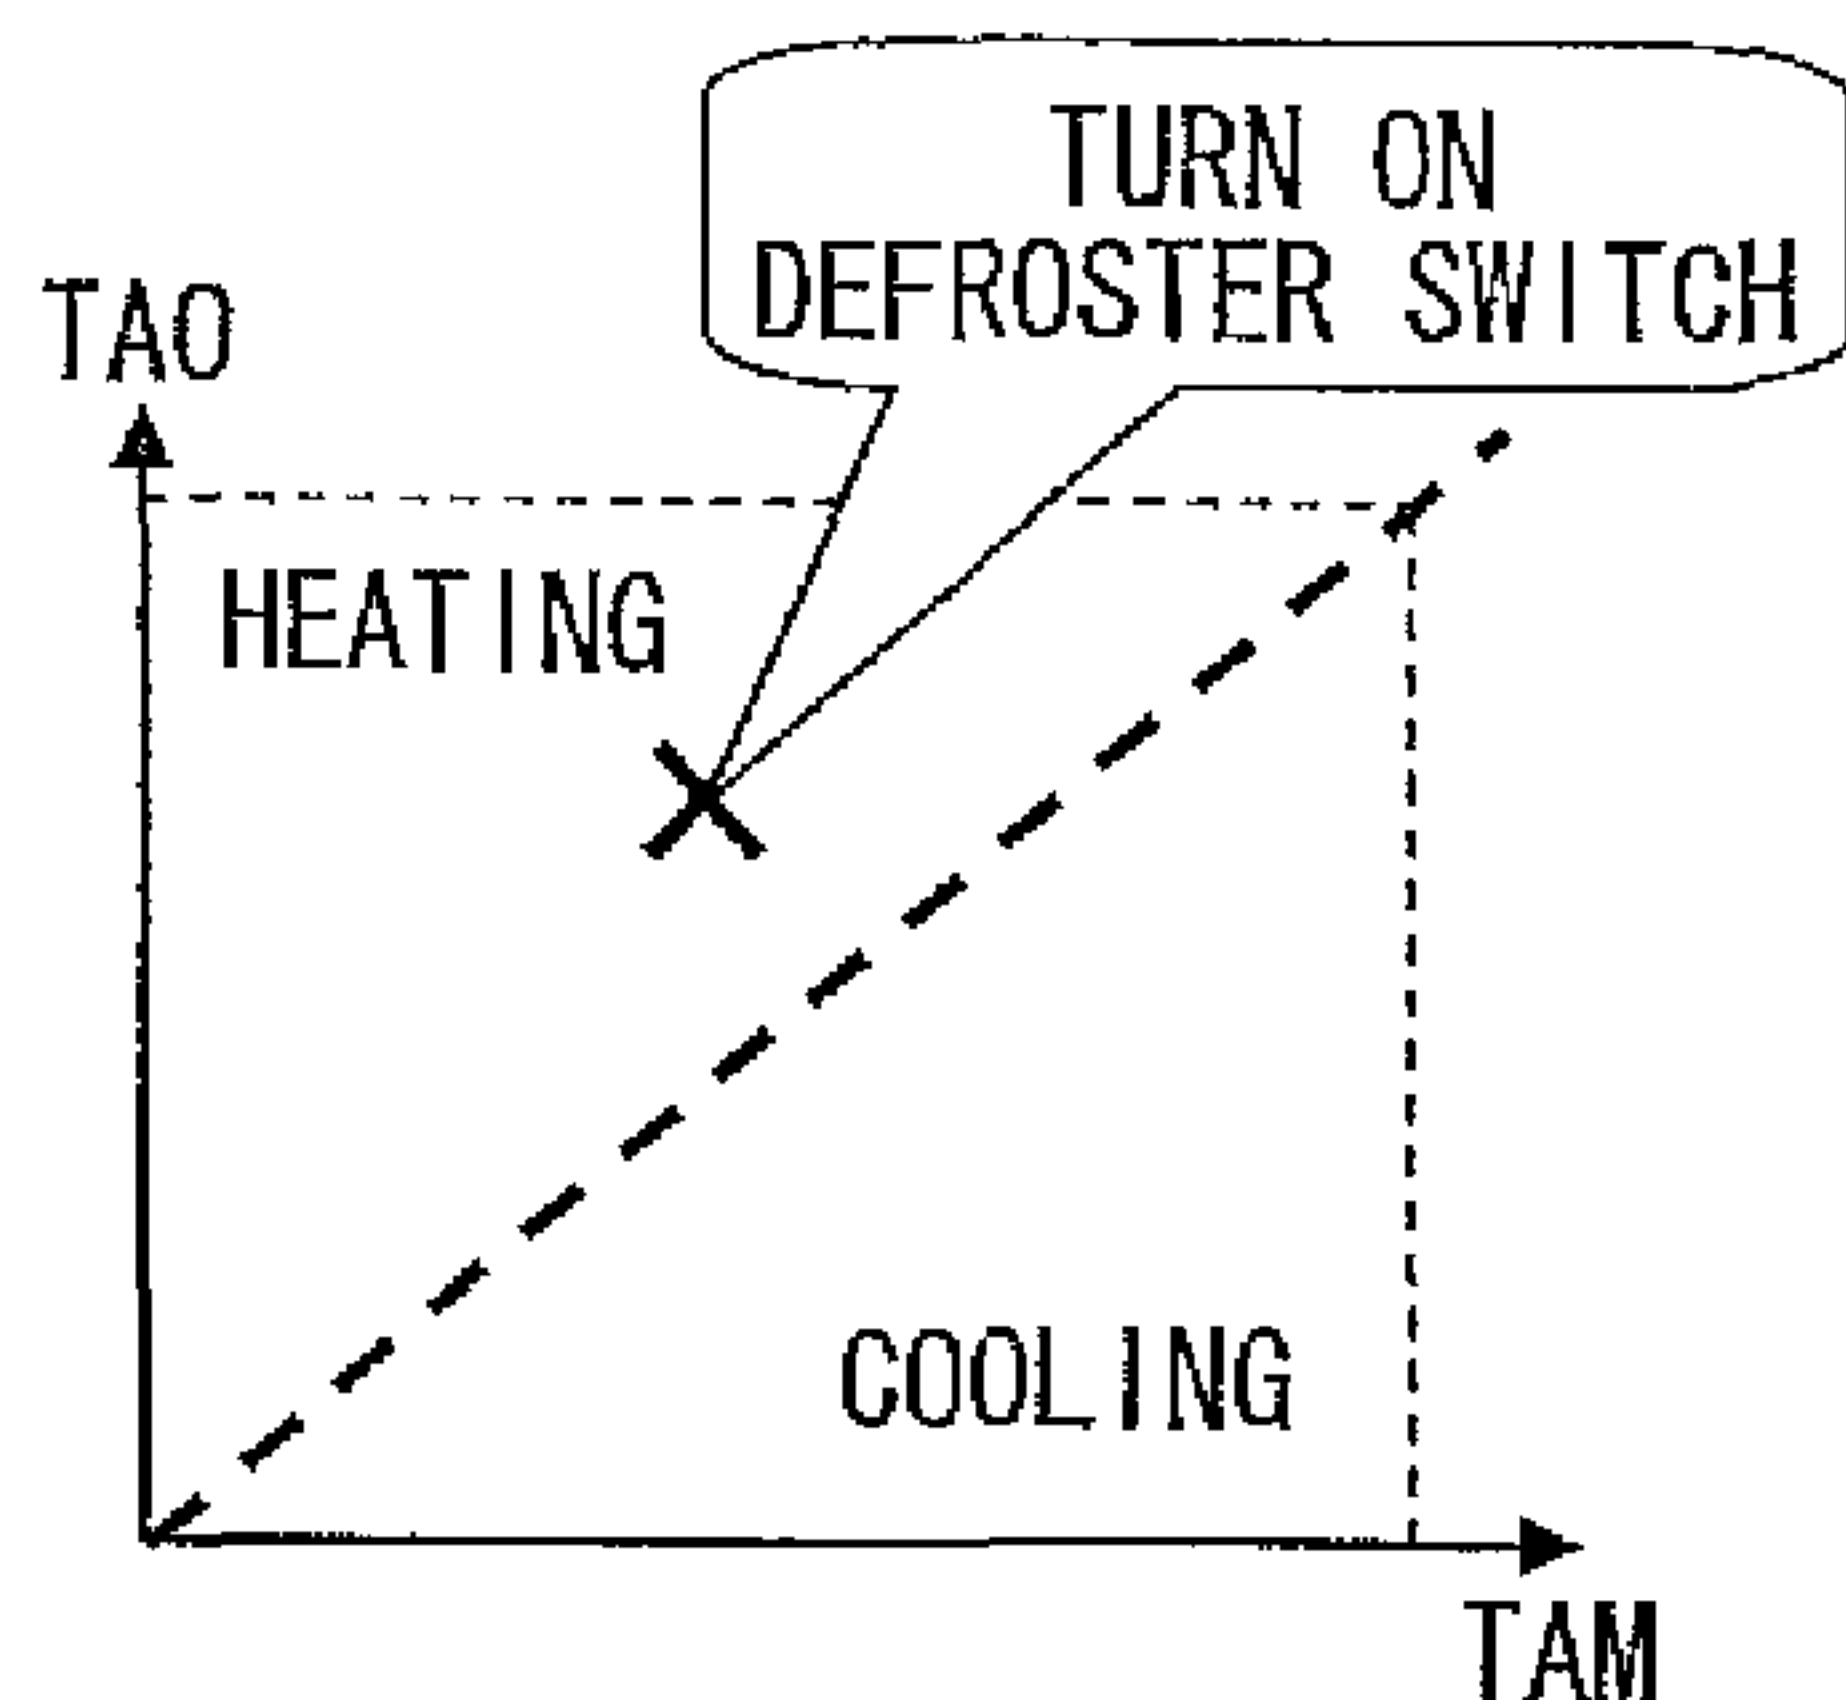 TURN ON
DEFROSTER SWITCH
TAO
HEATING
COOLING
TAM